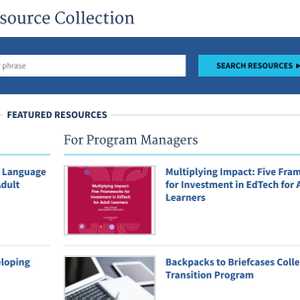 source Collection
phrase
SEARCH RESOURCES
FEATURED RESOURCES
For Program Managers
Language
dult
loping
Multiplying Impact: Five Fram
for Investment in EdTech for A
Learners
Multiplying Impact:
Five Frameworks for
Investment in EdTech
for Adult Learners
Backpacks to Briefcases Colle
Transition Program